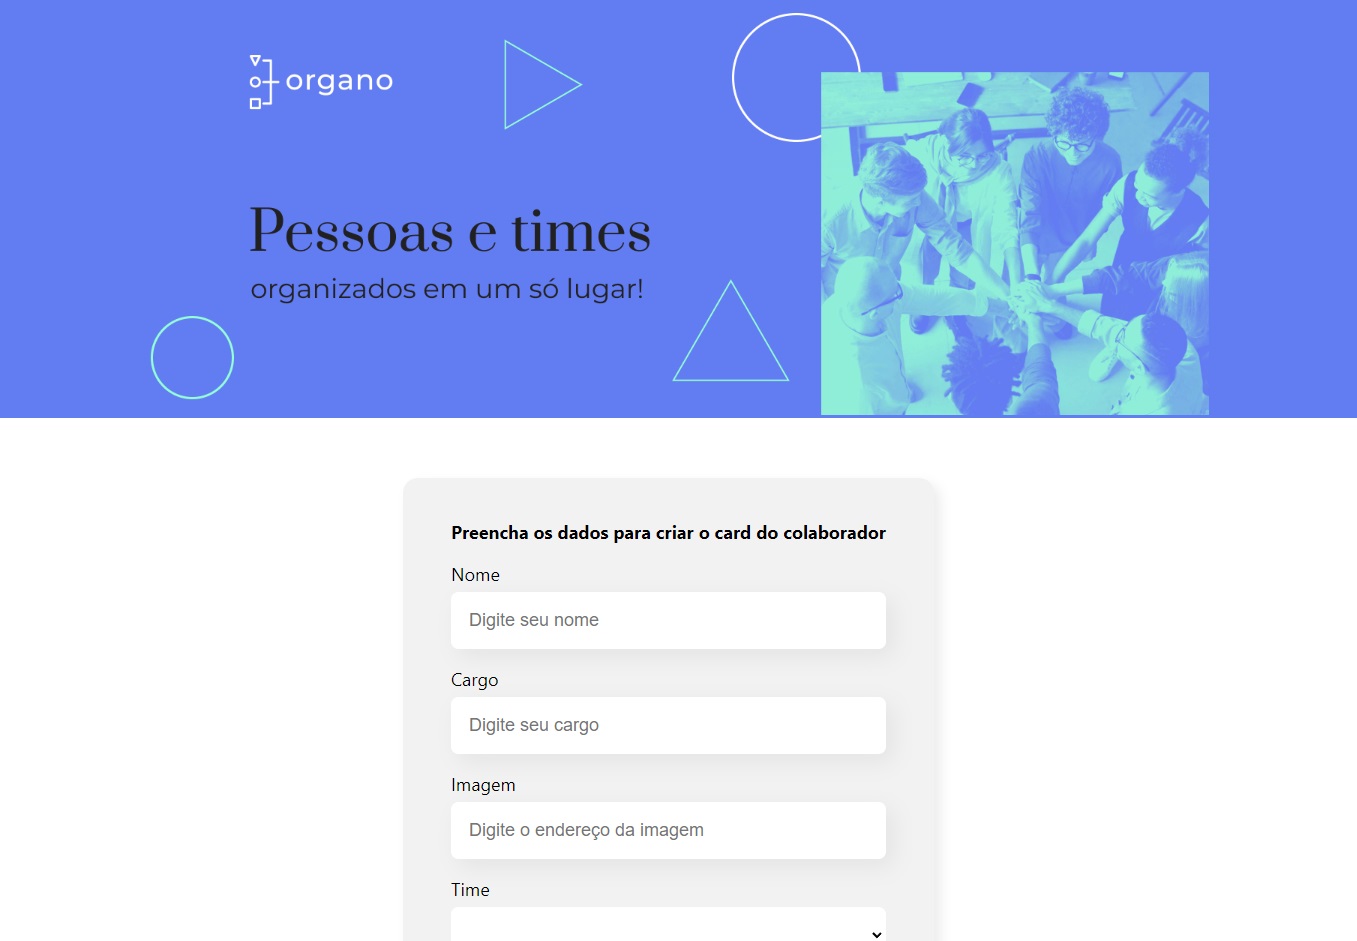 organo
Pessoas e times
organizados em um só lugar!
Preencha os dados para criar o card do colaborador
Nome
Digite seu nome
Cargo
Digite seu cargo
Imagem
Digite o endereço da imagem
Time